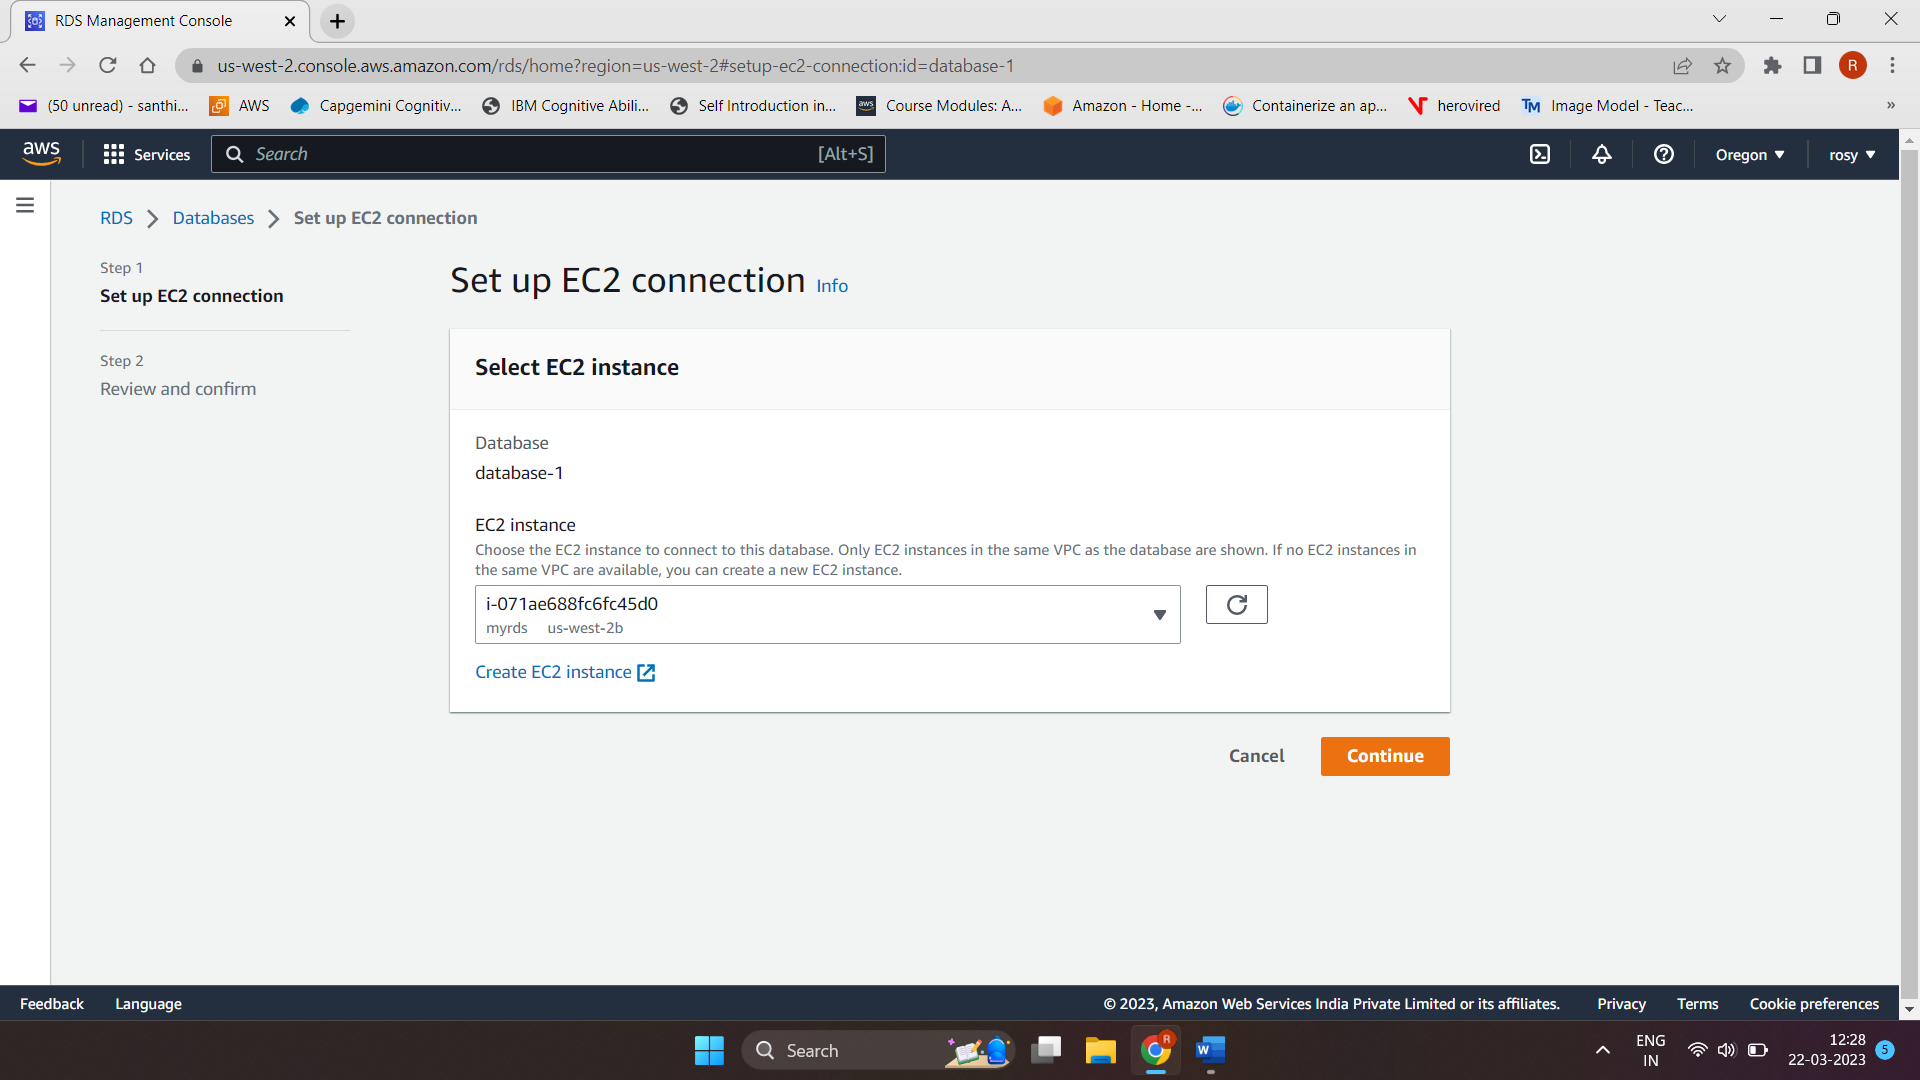 RDS Management Console
us-west-2.console.aws.amazon.com/rds/home?region=us-west-2#setup-ec2-connection:id=database-1
R
(50 unread) - santhi... AWS Capgemini Cognitiv... IBM Cognitive Abili... Self Introduction in... aws Course Modules: A... Amazon - Home -... Containerize an ap... herovired TM Image Model - Teac... »
aws Services Search [Alt+S] Oregon rosy
RDS Databases Set up EC2 connection
Step 1
Set up EC2 connection
Step 2
Review and confirm
Set up EC2 connection Info
Select EC2 instance
Database
database-1
EC2 instance
Choose the EC2 instance to connect to this database. Only EC2 instances in the same VPC as the database are shown. If no EC2 instances in
the same VPC are available, you can create a new EC2 instance.
i-071ae688fc6fc45d0
myrds us-west-2b
Create EC2 instance
Cancel Continue
Feedback Language © 2023, Amazon Web Services India Private Limited or its affiliates. Privacy Terms Cookie preferences
Search R W ENG
IN 12:28
22-03-2023 5